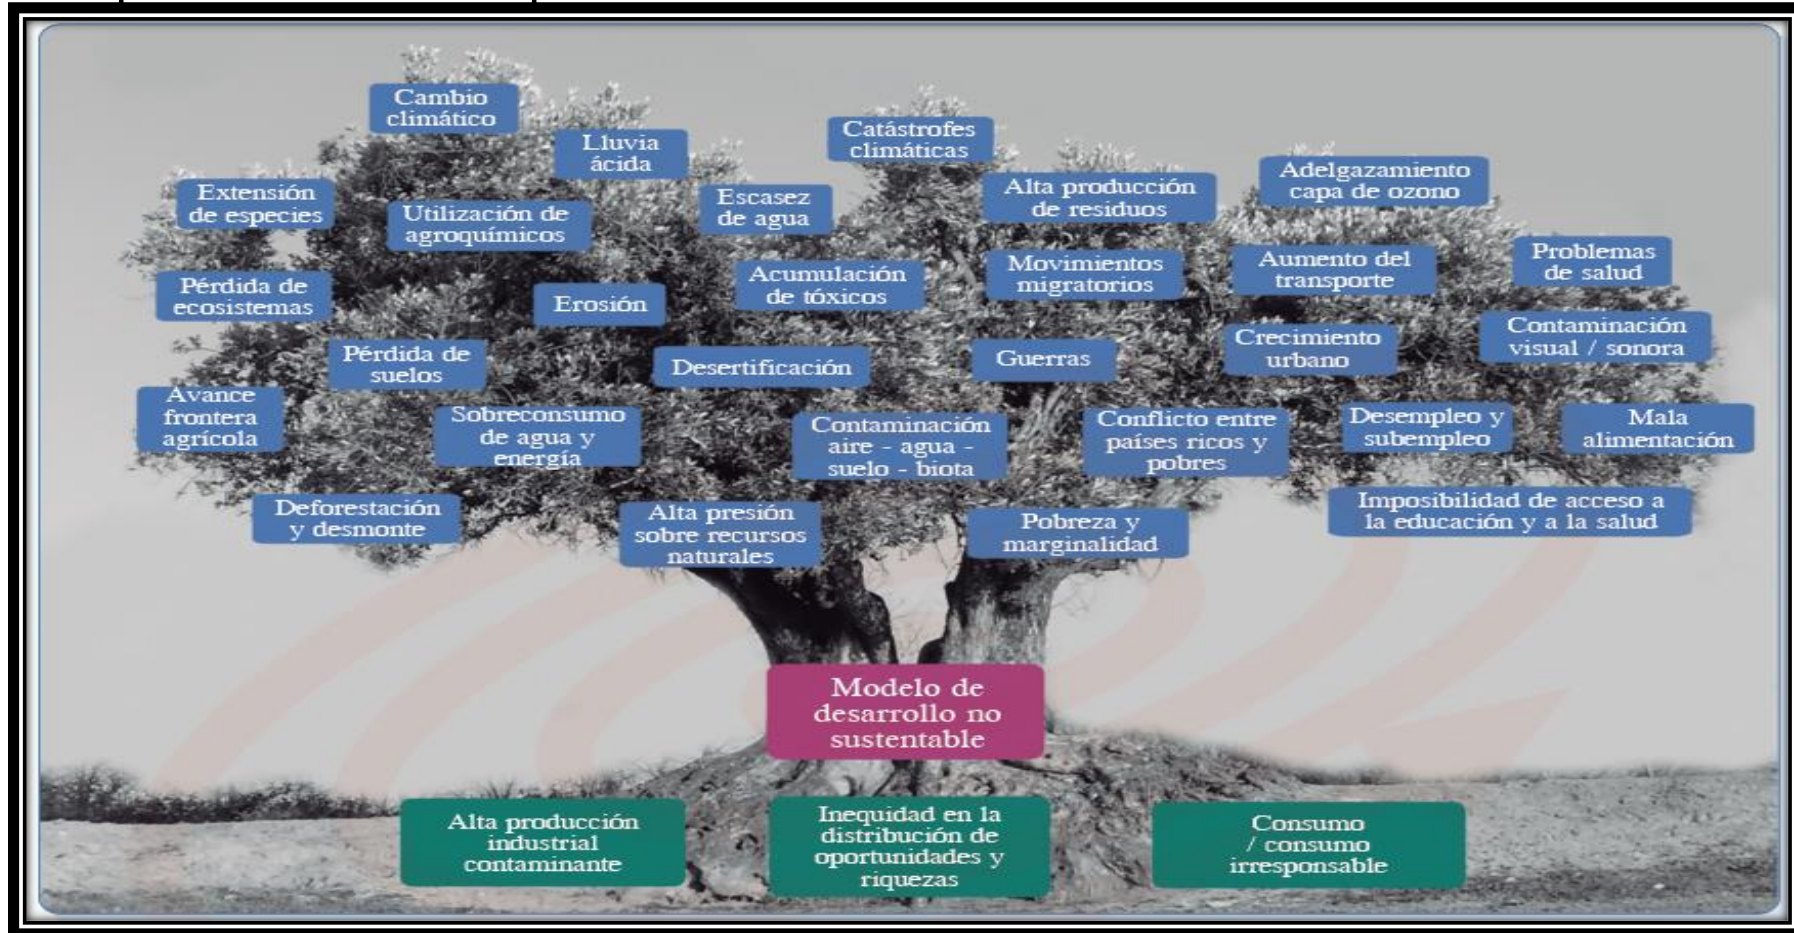 Cambio
climático
Lluvia
ácida
Catástrofes
climáticas
Adelgazamiento
capa de ozono
Extensión
de especies
Utilización de
agroquímicos
Escasez
de agua
Alta producción
de residuos
Problemas
de salud
Pérdida de
ecosistemas
Erosión
Acumulación
de tóxicos
Movimientos
migratorios
Aumento del
transporte
Contaminación
visual / sonora
Pérdida de
suelos
Desertificación
Guerras
Crecimiento
urbano
Avance
frontera
agrícola
Sobreconsumo
de agua y
energía
Contaminación
aire - agua -
suelo - biota
Conflicto entre
países ricos y
pobres
Desempleo y
subempleo
Mala
alimentación
Deforestación
y desmonte
Alta presión
sobre recursos
naturales
Pobreza y
marginalidad
Imposibilidad de acceso a
la educación y a la salud
Modelo de
desarrollo no
sustentable
Alta producción
industrial
contaminante
Inequidad en la
distribución de
oportunidades y
riquezas
Consumo
/ consumo
irresponsable